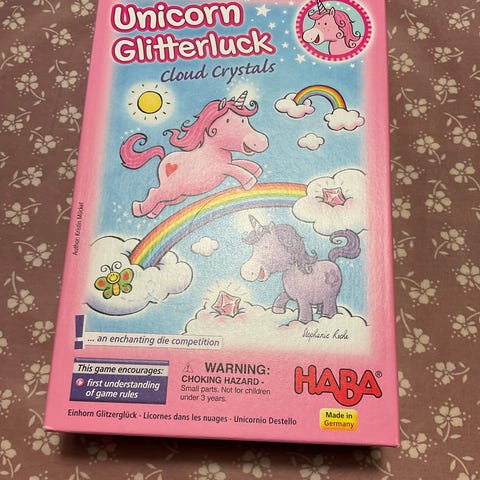 Unicorn
Glitterluck
Cloud Crystals
Author: Kristin Mückel
Stephanie Roehe
! ... an enchanting die competition
This game encourages:
first understanding
of game rules
⚠ WARNING:
CHOKING HAZARD -
Small parts. Not for children
under 3 years.
HABA®
Made in
Germany
Einhorn Glitzerglück · Licornes dans les nuages · Unicornio Destello